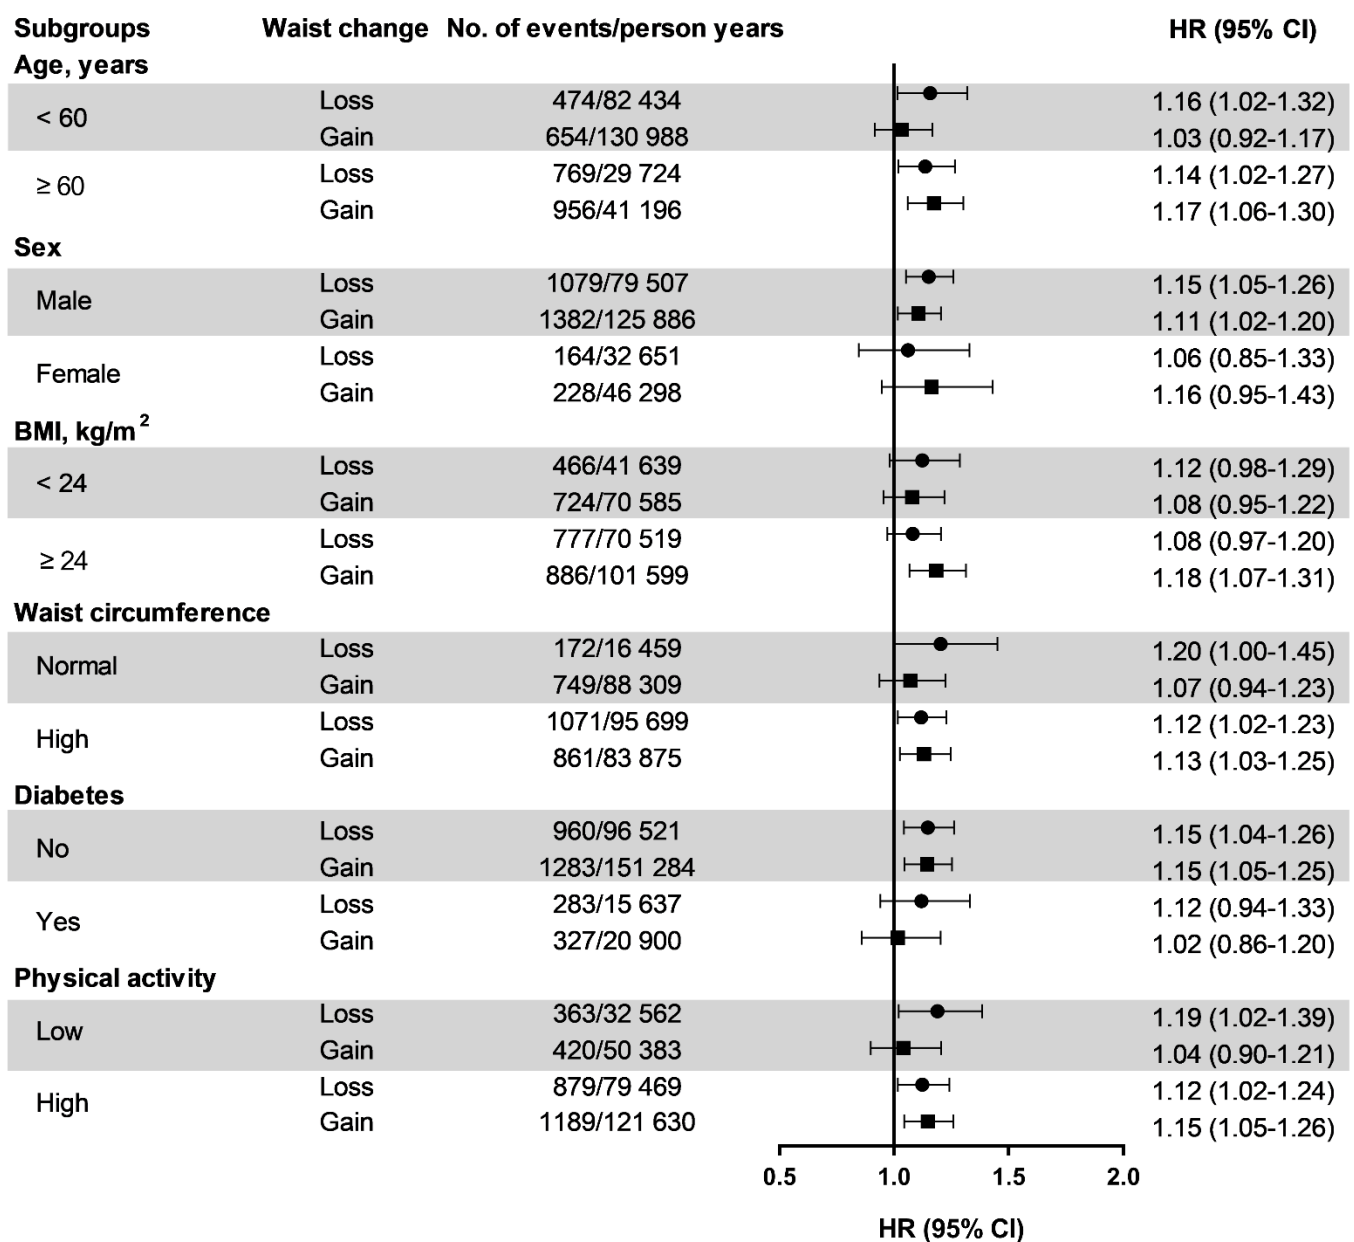 Subgroups Waist change No. of events/person years HR (95% CI)
Age, years
< 60 Loss 474/82 434 1.16 (1.02-1.32)
Gain 654/130 988 1.03 (0.92-1.17)
≥ 60 Loss 769/29 724 1.14 (1.02-1.27)
Gain 956/41 196 1.17 (1.06-1.30)
Sex
Male Loss 1079/79 507 1.15 (1.05-1.26)
Gain 1382/125 886 1.11 (1.02-1.20)
Female Loss 164/32 651 1.06 (0.85-1.33)
Gain 228/46 298 1.16 (0.95-1.43)
BMI, kg/m²
< 24 Loss 466/41 639 1.12 (0.98-1.29)
Gain 724/70 585 1.08 (0.95-1.22)
≥ 24 Loss 777/70 519 1.08 (0.97-1.20)
Gain 886/101 599 1.18 (1.07-1.31)
Waist circumference
Normal Loss 172/16 459 1.20 (1.00-1.45)
Gain 749/88 309 1.07 (0.94-1.23)
High Loss 1071/95 699 1.12 (1.02-1.23)
Gain 861/83 875 1.13 (1.03-1.25)
Diabetes
No Loss 960/96 521 1.15 (1.04-1.26)
Gain 1283/151 284 1.15 (1.05-1.25)
Yes Loss 283/15 637 1.12 (0.94-1.33)
Gain 327/20 900 1.02 (0.86-1.20)
Physical activity
Low Loss 363/32 562 1.19 (1.02-1.39)
Gain 420/50 383 1.04 (0.90-1.21)
High Loss 879/79 469 1.12 (1.02-1.24)
Gain 1189/121 630 1.15 (1.05-1.26)
0.5 1.0 1.5 2.0
HR (95% CI)